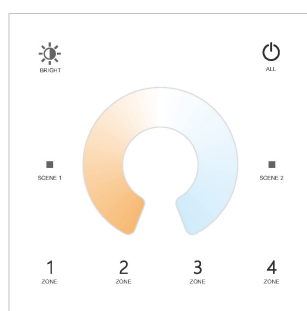 BRIGHT
ALL
SCENE 1
SCENE 2
1 2 3 4
ZONE ZONE ZONE ZONE